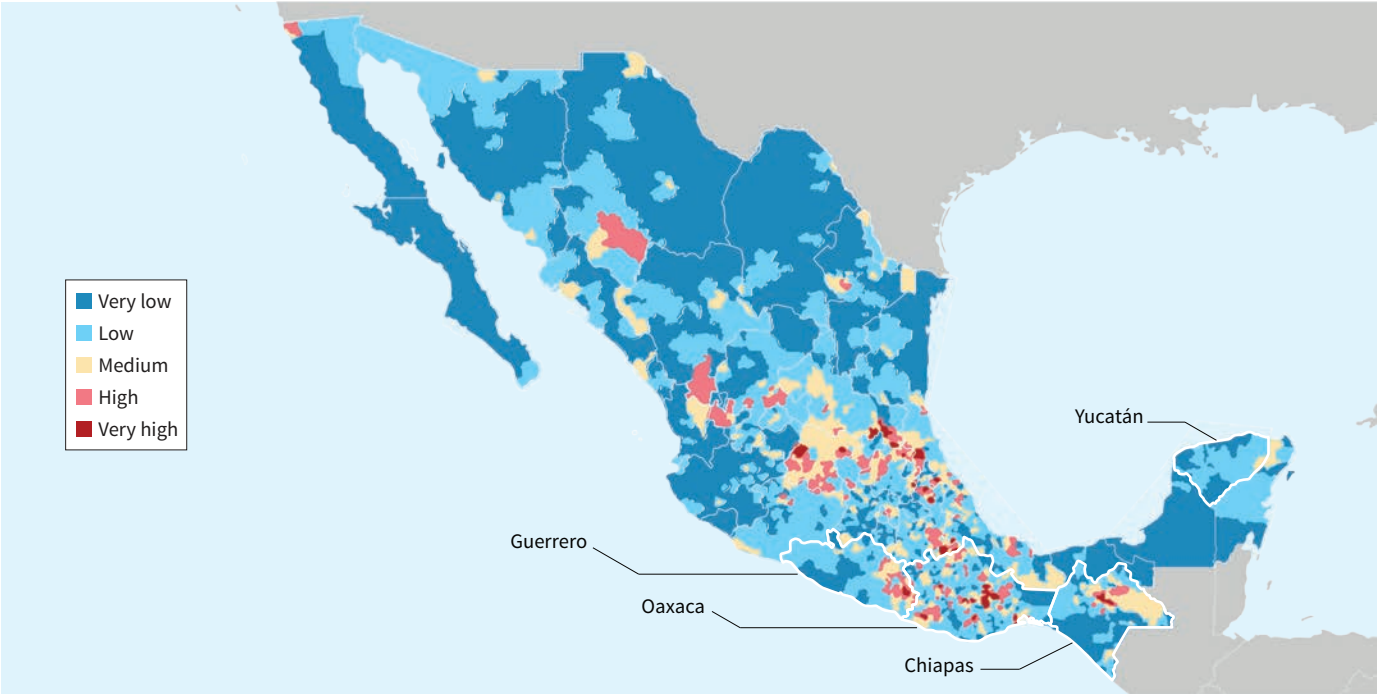 Very low
Low
Medium
High
Very high
Yucatán
Guerrero
Oaxaca
Chiapas